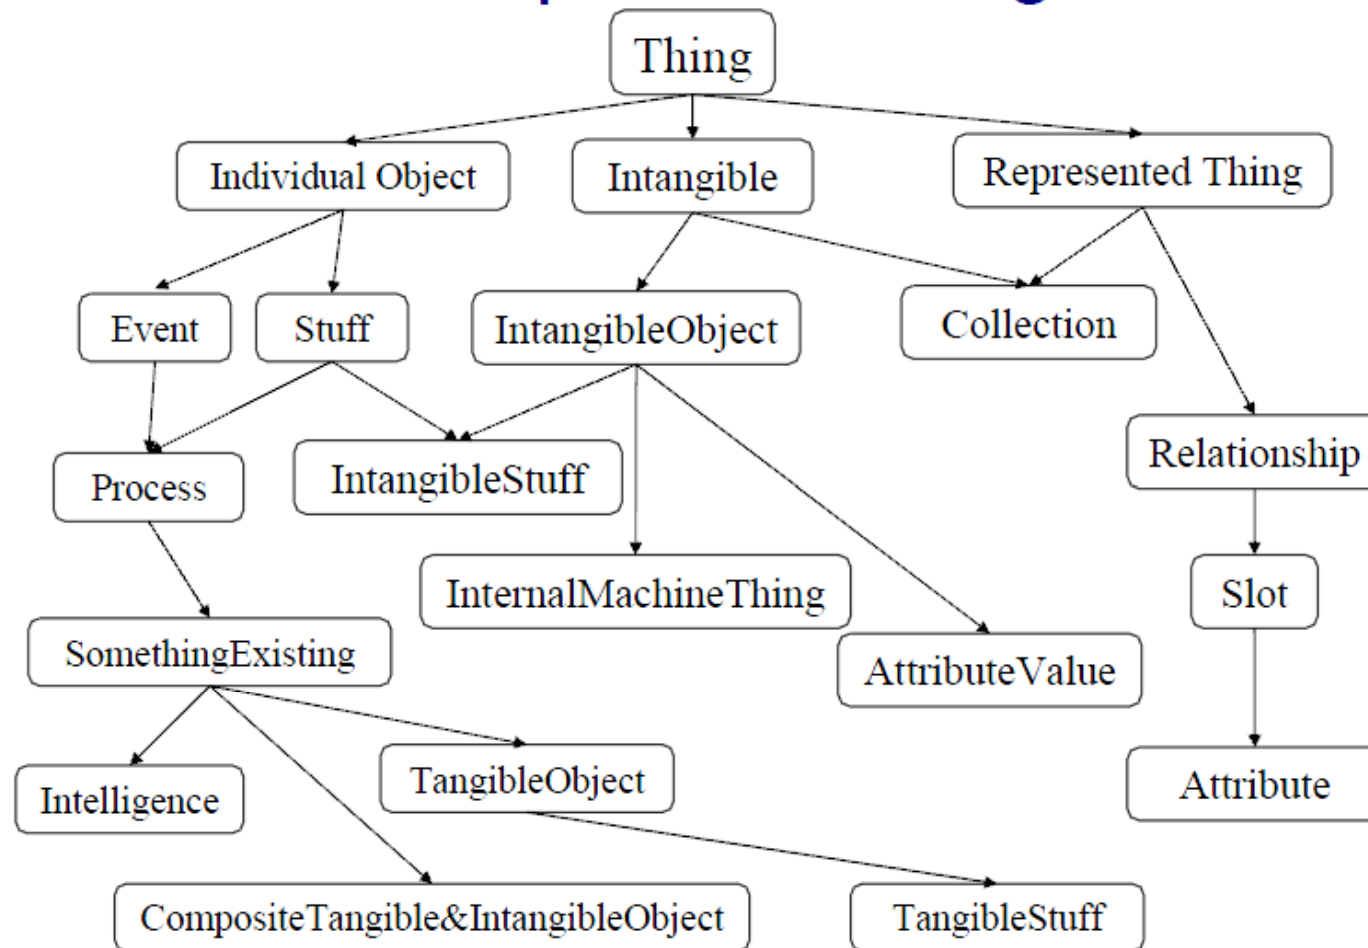 Thing
Individual Object
Intangible
Represented Thing
Event
Stuff
IntangibleObject
Collection
Process
IntangibleStuff
Relationship
InternalMachineThing
Slot
SomethingExisting
AttributeValue
TangibleObject
Intelligence
Attribute
CompositeTangible&IntangibleObject
TangibleStuff